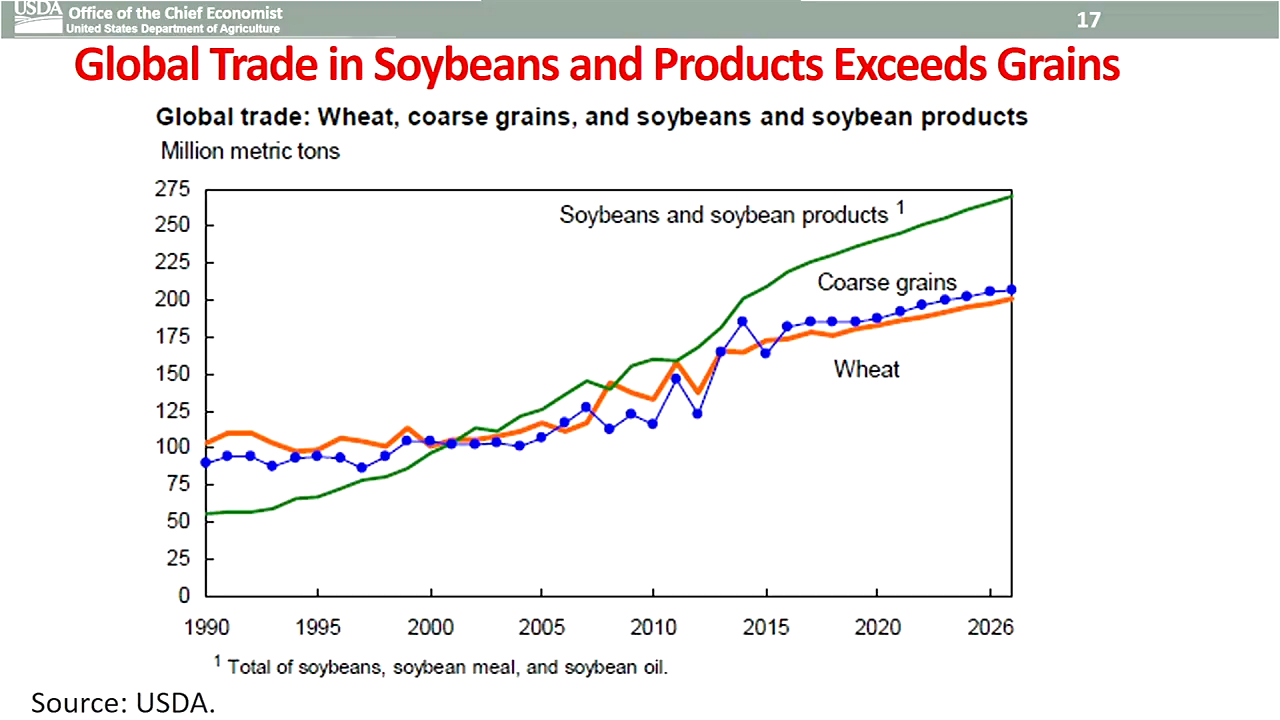 USDA Office of the Chief Economist
United States Department of Agriculture
17
Global Trade in Soybeans and Products Exceeds Grains
Global trade: Wheat, coarse grains, and soybeans and soybean products
Million metric tons
275
250
225
200
175
150
125
100
75
50
25
0
Soybeans and soybean products 1
Coarse grains
Wheat
1990 1995 2000 2005 2010 2015 2020 2026
1 Total of soybeans, soybean meal, and soybean oil.
Source: USDA.